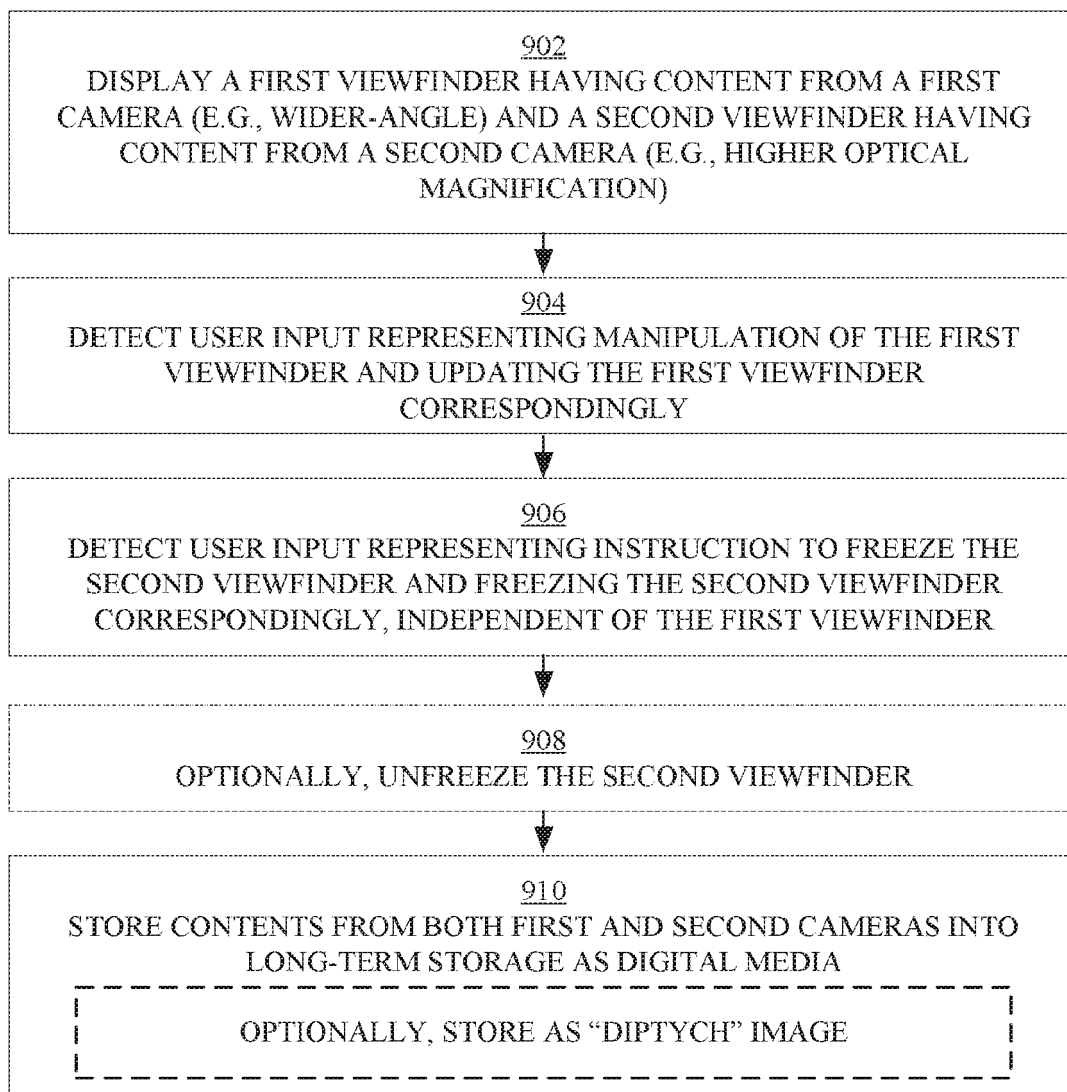 902
DISPLAY A FIRST VIEWFINDER HAVING CONTENT FROM A FIRST
CAMERA (E.G., WIDER-ANGLE) AND A SECOND VIEWFINDER HAVING
CONTENT FROM A SECOND CAMERA (E.G., HIGHER OPTICAL
MAGNIFICATION)
904
DETECT USER INPUT REPRESENTING MANIPULATION OF THE FIRST
VIEWFINDER AND UPDATING THE FIRST VIEWFINDER
CORRESPONDINGLY
906
DETECT USER INPUT REPRESENTING INSTRUCTION TO FREEZE THE
SECOND VIEWFINDER AND FREEZING THE SECOND VIEWFINDER
CORRESPONDINGLY, INDEPENDENT OF THE FIRST VIEWFINDER
908
OPTIONALLY, UNFREEZE THE SECOND VIEWFINDER
910
STORE CONTENTS FROM BOTH FIRST AND SECOND CAMERAS INTO
LONG-TERM STORAGE AS DIGITAL MEDIA
OPTIONALLY, STORE AS “DIPTYCH” IMAGE